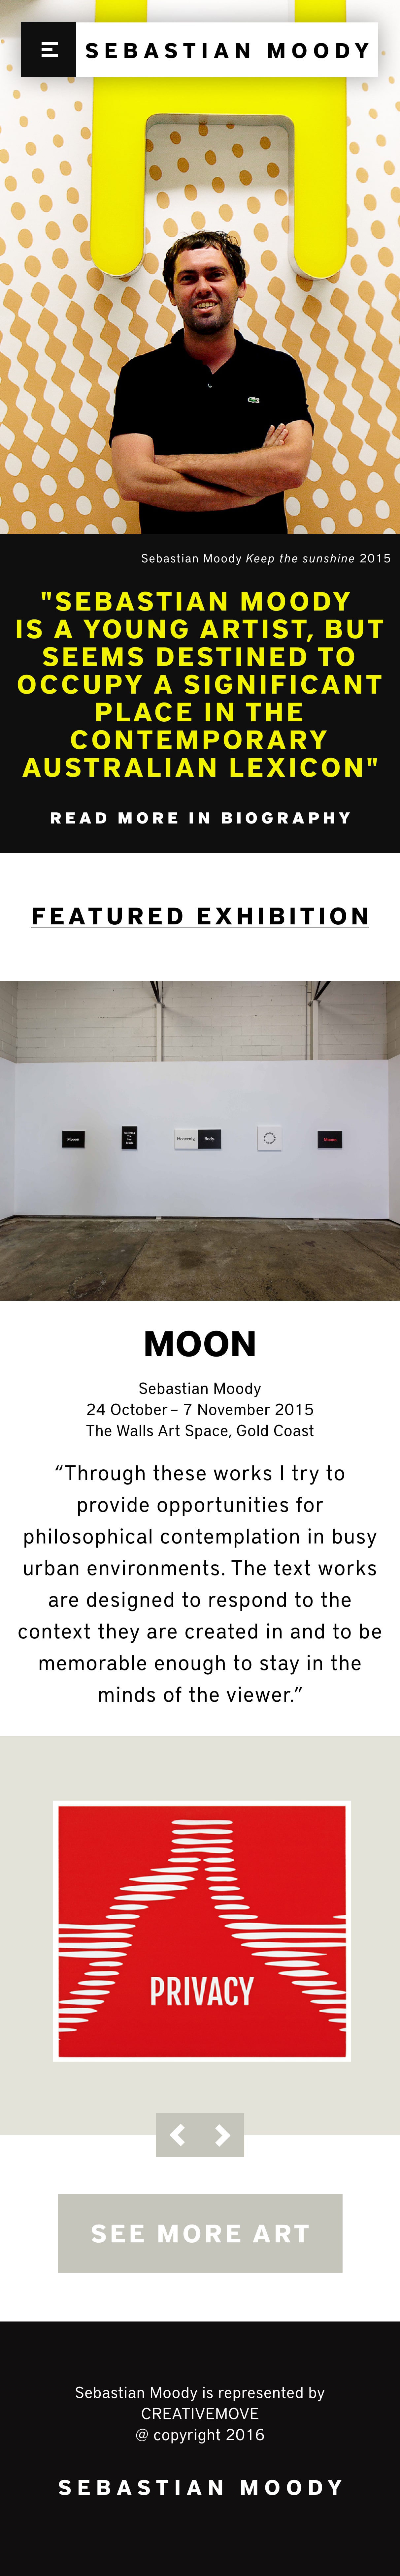 SEBASTIAN MOODY
Sebastian Moody Keep the sunshine 2015
"SEBASTIAN MOODY
IS A YOUNG ARTIST, BUT
SEEMS DESTINED TO
OCCUPY A SIGNIFICANT
PLACE IN THE
CONTEMPORARY
AUSTRALIAN LEXICON"
READ MORE IN BIOGRAPHY
FEATURED EXHIBITION
Heavenly Body.
MOON
Sebastian Moody
24 October – 7 November 2015
The Walls Art Space, Gold Coast
“Through these works I try to
provide opportunities for
philosophical contemplation in busy
urban environments. The text works
are designed to respond to the
context they are created in and to be
memorable enough to stay in the
minds of the viewer.”
PRIVACY
SEE MORE ART
Sebastian Moody is represented by
CREATIVEMOVE
@ copyright 2016
SEBASTIAN MOODY